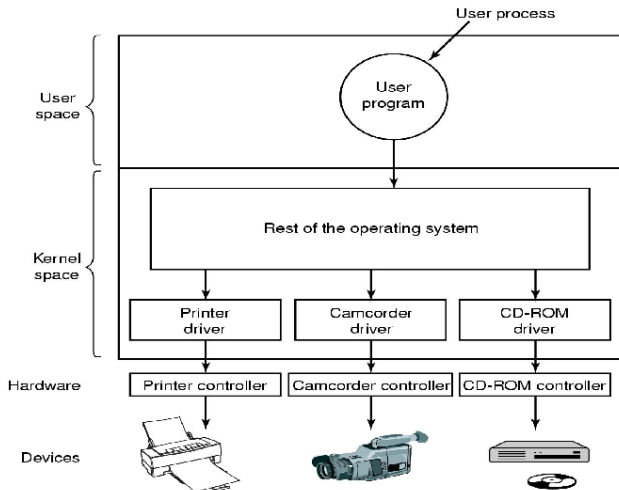 User process
User
program
User
space
Rest of the operating system
Kernel
space
Printer
driver
Camcorder
driver
CD-ROM
driver
Hardware
Printer controller
Camcorder controller
CD-ROM controller
Devices